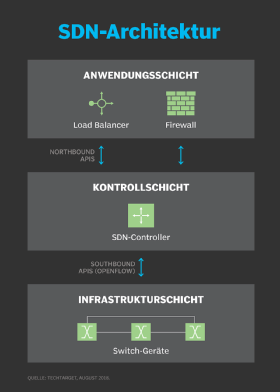 SDN-Architektur
ANWENDUNGSSCHICHT
Load Balancer
Firewall
NORTHBOUND
APIS
KONTROLLSCHICHT
SDN-Controller
SOUTHBOUND
APIS (OPENFLOW)
INFRASTRUKTURSCHICHT
Switch-Geräte
QUELLE: TECHTARGET, AUGUST 2016